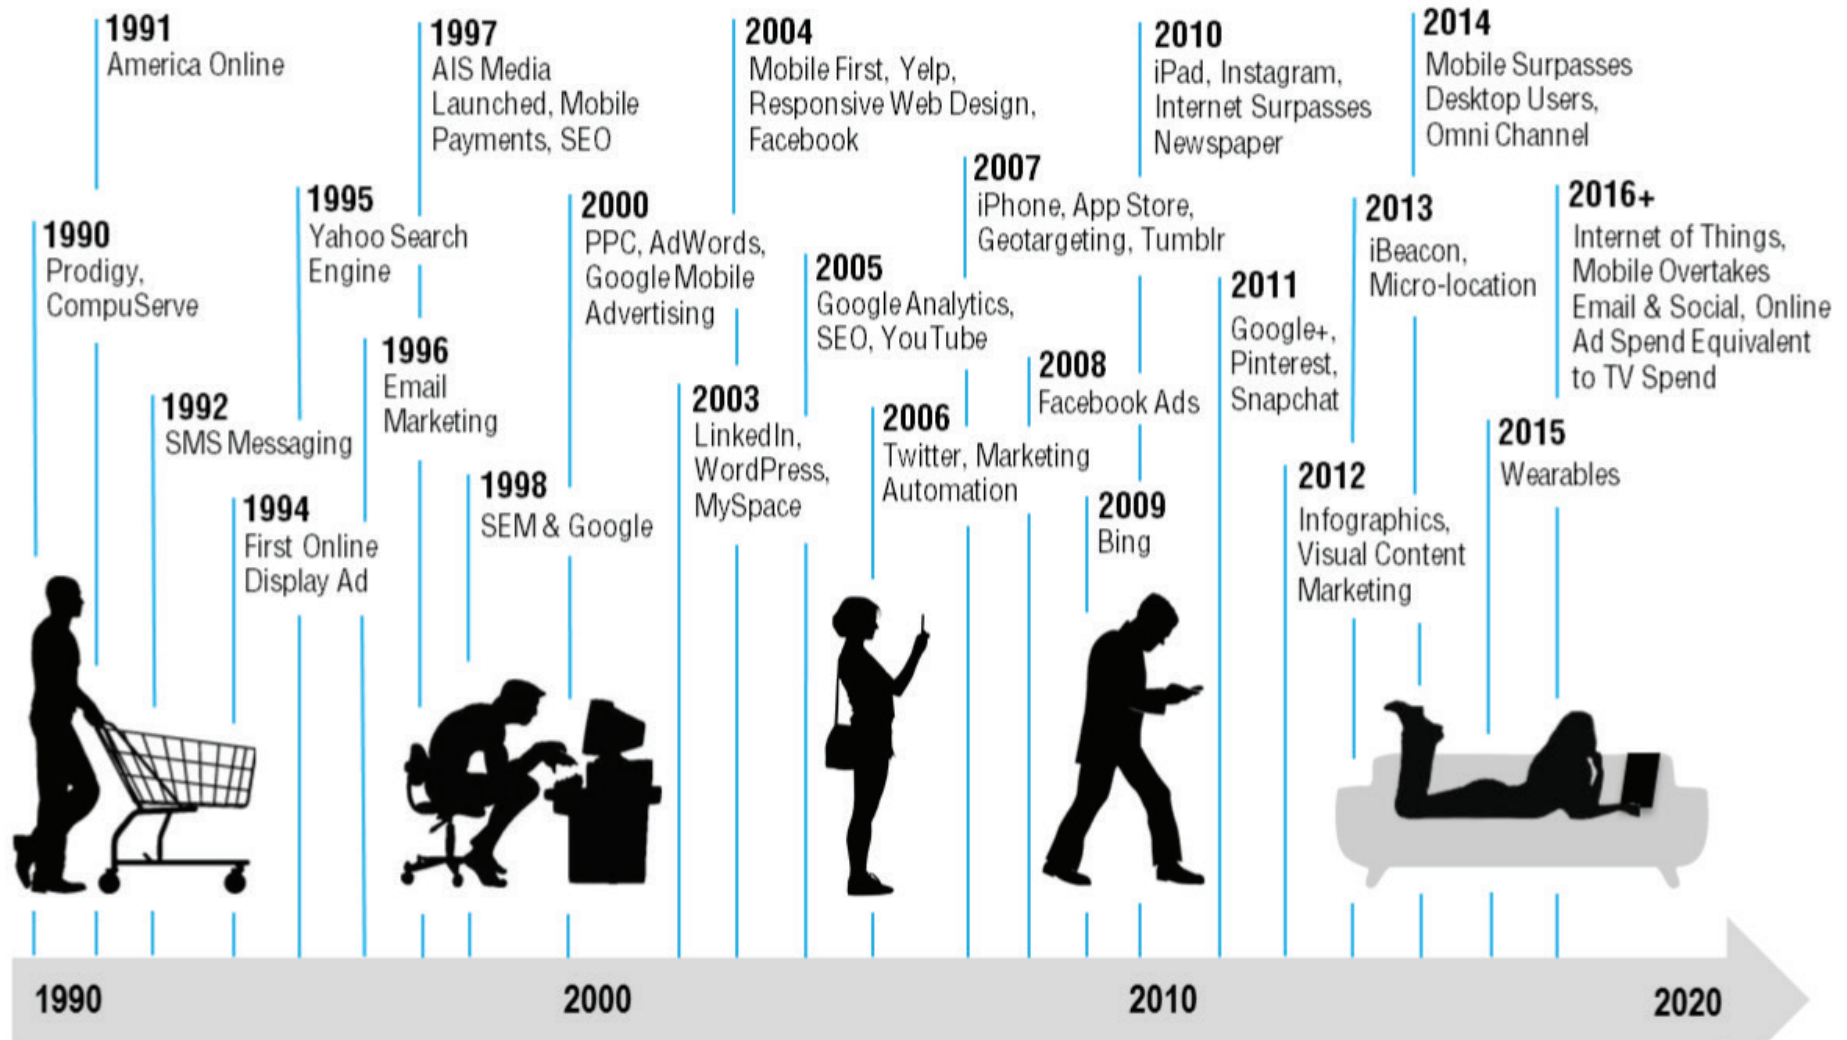 1990
Prodigy,
CompuServe
1991
America Online
1992
SMS Messaging
1994
First Online
Display Ad
1995
Yahoo Search
Engine
1996
Email
Marketing
1997
AIS Media
Launched, Mobile
Payments, SEO
1998
SEM & Google
2000
PPC, AdWords,
Google Mobile
Advertising
2003
LinkedIn,
WordPress,
MySpace
2004
Mobile First, Yelp,
Responsive Web Design,
Facebook
2005
Google Analytics,
SEO, YouTube
2006
Twitter, Marketing
Automation
2007
iPhone, App Store,
Geotargeting, Tumblr
2008
Facebook Ads
2009
Bing
2010
iPad, Instagram,
Internet Surpasses
Newspaper
2011
Google+,
Pinterest,
Snapchat
2012
Infographics,
Visual Content
Marketing
2013
iBeacon,
Micro-location
2014
Mobile Surpasses
Desktop Users,
Omni Channel
2015
Wearables
2016+
Internet of Things,
Mobile Overtakes
Email & Social, Online
Ad Spend Equivalent
to TV Spend
1990
2000
2010
2020